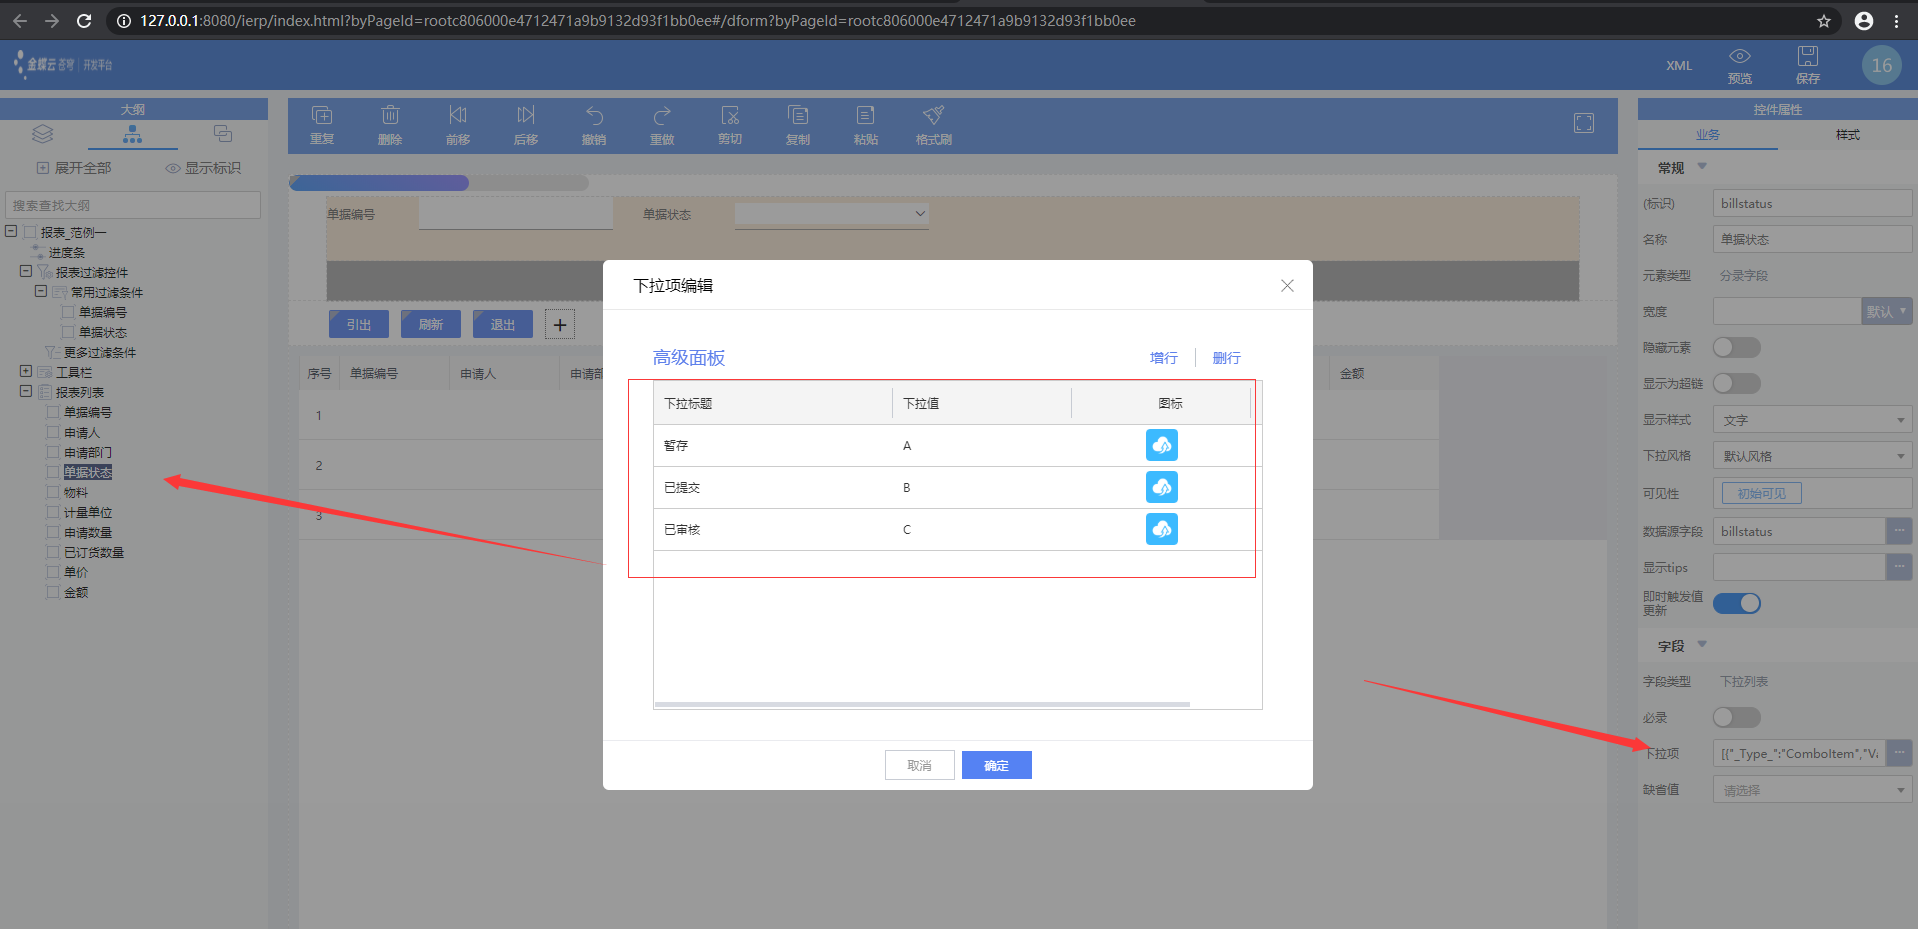 127.0.0.1:8080/ierp/index.html?byPageId=rootc806000e4712471a9b9132d93f1bb0ee#/dform?byPageId=rootc806000e4712471a9b9132d93f1bb0ee
金蝶云 苍穹 | 开发平台
XML
预览
保存
16
大纲
展开全部
显示标识
搜索查找大纲
报表_范例一
进度条
报表过滤控件
常用过滤条件
单据编号
单据状态
更多过滤条件
工具栏
报表列表
单据编号
申请人
申请部门
单据状态
物料
计量单位
申请数量
已订货数量
单价
金额
重复
删除
前移
后移
撤销
重做
剪切
复制
粘贴
格式刷
单据编号
单据状态
引出
刷新
退出
序号
单据编号
申请人
申请部
金额
1
2
3
下拉项编辑
高级面板
增行
删行
下拉标题 下拉值 图标
暂存 A
已提交 B
已审核 C
取消
确定
控件属性
业务
样式
常规
(标识) billstatus
名称 单据状态
元素类型 分录字段
宽度 默认
隐藏元素
显示为超链
显示样式 文字
下拉风格 默认风格
可见性 初始可见
数据源字段 billstatus ...
显示tips ...
即时触发值
更新
字段
字段类型 下拉列表
必录
下拉项 [{"_Type_":"ComboItem","Va ...
缺省值 请选择